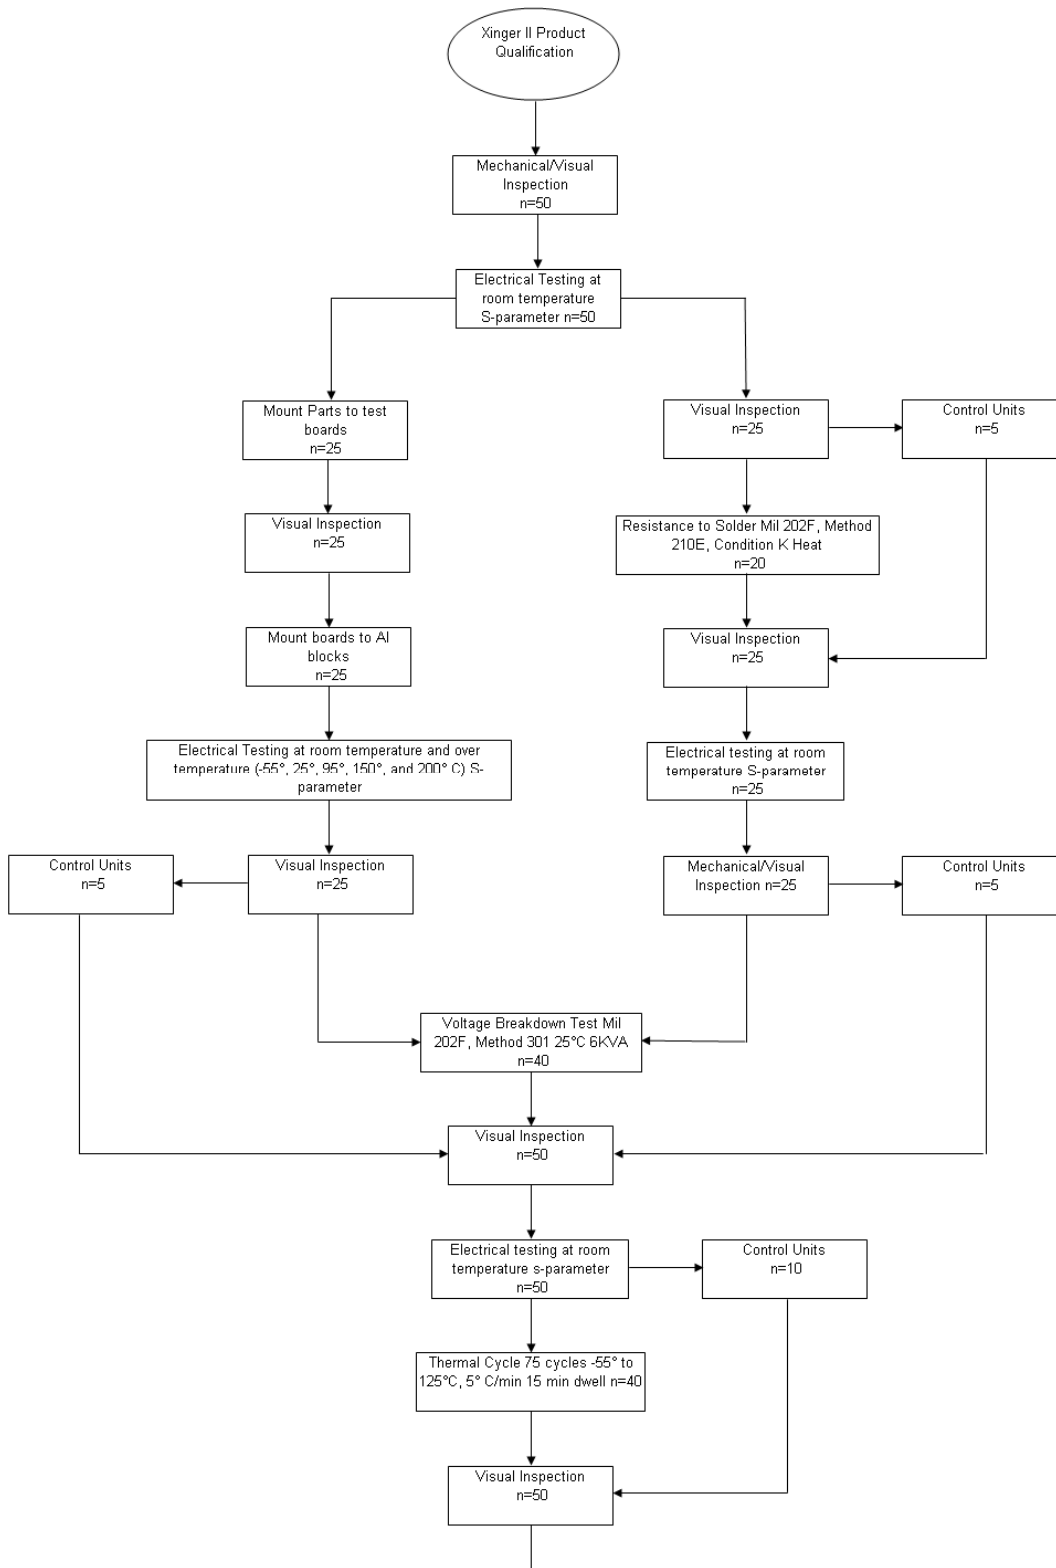 Xinger II Product
Qualification
Mechanical/Visual
Inspection
n=50
Electrical Testing at
room temperature
S-parameter n=50
Mount Parts to test
boards
n=25
Visual Inspection
n=25
Control Units
n=5
Visual Inspection
n=25
Resistance to Solder Mil 202F, Method
210E, Condition K Heat
n=20
Mount boards to Al
blocks
n=25
Visual Inspection
n=25
Electrical Testing at room temperature and over
temperature (-55°, 25°, 95°, 150°, and 200° C) S-
parameter
Electrical testing at room
temperature S-parameter
n=25
Control Units
n=5
Visual Inspection
n=25
Mechanical/Visual
Inspection n=25
Control Units
n=5
Voltage Breakdown Test Mil
202F, Method 301 25°C 6KVA
n=40
Visual Inspection
n=50
Electrical testing at room
temperature s-parameter
n=50
Control Units
n=10
Thermal Cycle 75 cycles -55° to
125°C, 5° C/min 15 min dwell n=40
Visual Inspection
n=50